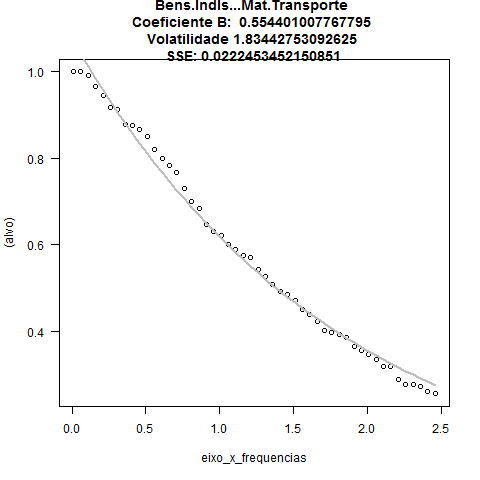 Bens.Indis...Mat.Transporte
Coeficiente B:  0.554401007767795
Volatilidade 1.83442753092625
SSE: 0.0222453452150851
1.0
0.8
0.6
0.4
(alvo)
0.0 0.5 1.0 1.5 2.0 2.5
eixo_x_frequencias